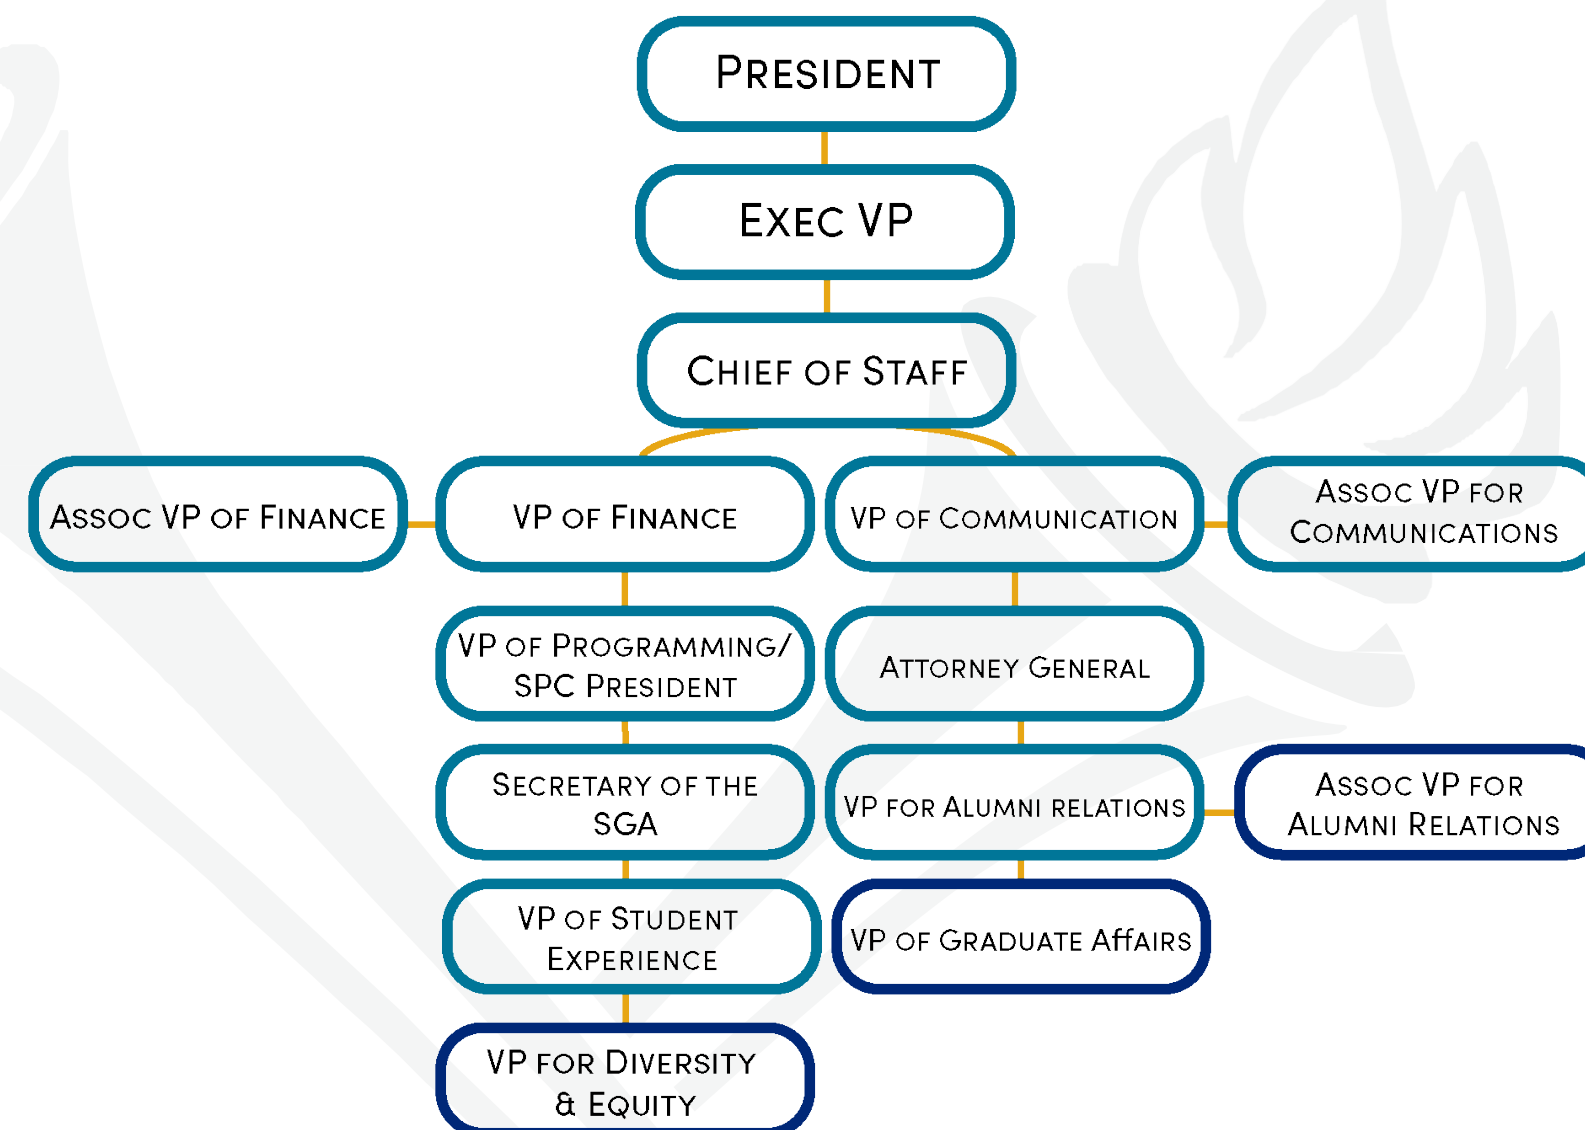 President
Exec VP
Chief of Staff
Assoc VP of Finance
VP of Finance
VP of Communication
Assoc VP for
Communications
VP of Programming/
SPC President
Attorney General
Secretary of the
SGA
VP for Alumni relations
Assoc VP for
Alumni Relations
VP of Student
Experience
VP of Graduate Affairs
VP for Diversity
& Equity